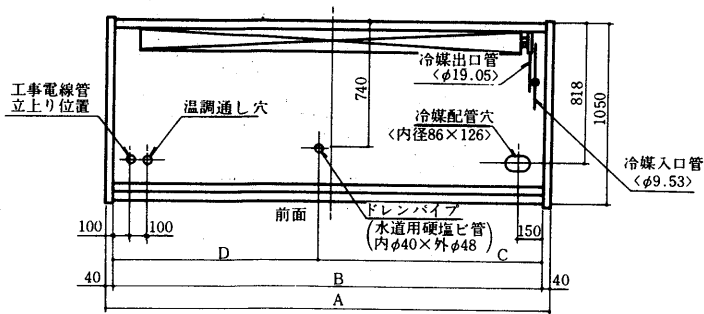 冷媒出口管
<φ19.05>
工事電線管
立上り位置
温調通し穴
740
冷媒配管穴
<内径86×126>
818
1050
冷媒入口管
<φ9.53>
前面
ドレンパイプ
(水道用硬塩ビ管
内φ40×外φ48)
100
100
150
D
C
40
B
40
A